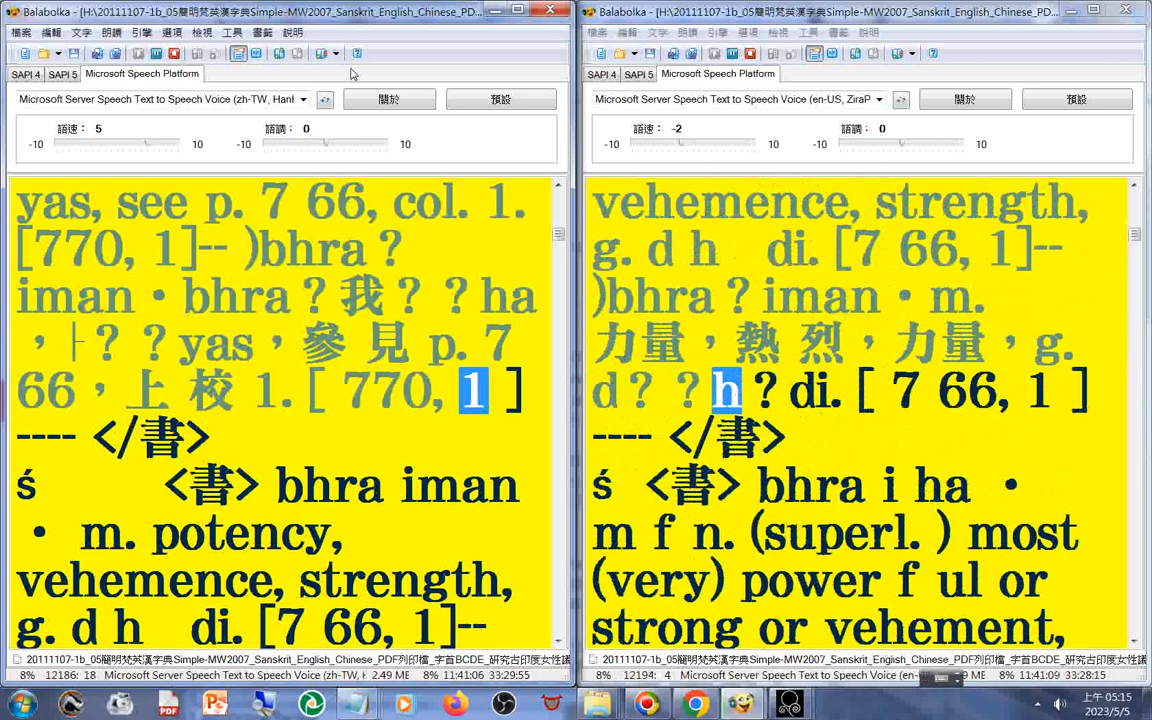 Balabolka - [H:\20111107-1b_05簡明梵英漢字典Simple-MW2007_Sanskrit_English_Chinese_PD...
檔案 編輯 文字 朗讀 引擎 選項 檢視 工具 書籤 說明
SAPI 4 SAPI 5 Microsoft Speech Platform
Microsoft Server Speech Text to Speech Voice (zh-TW, HanI 關於 預設
語速： 5 語調： 0
-10 10 -10 10
yas, see p. 7 66, col. 1.
[770, 1]-- )bhra？
iman • bhra？我？？ha
，├？？yas，參 見 p. 7
66，上 校 1. [ 770, 1 ]
---- </書>
ś <書> bhra iman
• m. potency,
vehemence, strength,
g. d h di. [7 66, 1]--
20111107-1b_05簡明梵英漢字典Simple-MW2007_Sanskrit_English_Chinese_PDF列印檔_字首BCDE_研究古印度女性議
8% 12186: 18 Microsoft Server Speech Text to Speech Voice (zh-TW, H 2.49 ME 8% 11:41:06 33:29:55
Balabolka - [H:\20111107-1b_05簡明梵英漢字典Simple-MW2007_Sanskrit_English_Chinese_PD...
檔案 編輯 文字 朗讀 引擎 選項 檢視 工具 書籤 說明
SAPI 4 SAPI 5 Microsoft Speech Platform
Microsoft Server Speech Text to Speech Voice (en-US, ZiraP 關於 預設
語速： -2 語調： 0
-10 10 -10 10
vehemence, strength,
g. d h di. [7 66, 1]--
)bhra？iman • m.
力量，熱 烈，力量，g.
d？？h？di. [ 7 66, 1 ]
---- </書>
ś <書> bhra i ha •
m f n. (superl. ) most
(very) power f ul or
strong or vehement,
20111107-1b_05簡明梵英漢字典Simple-MW2007_Sanskrit_English_Chinese_PDF列印檔_字首BCDE_研究古印度女性議
8% 12194: 4 Microsoft Server Speech Text to Speech Voice (en-U 9 ME 8% 11:41:09 33:28:15
PDF
上午 05:15
2023/5/5